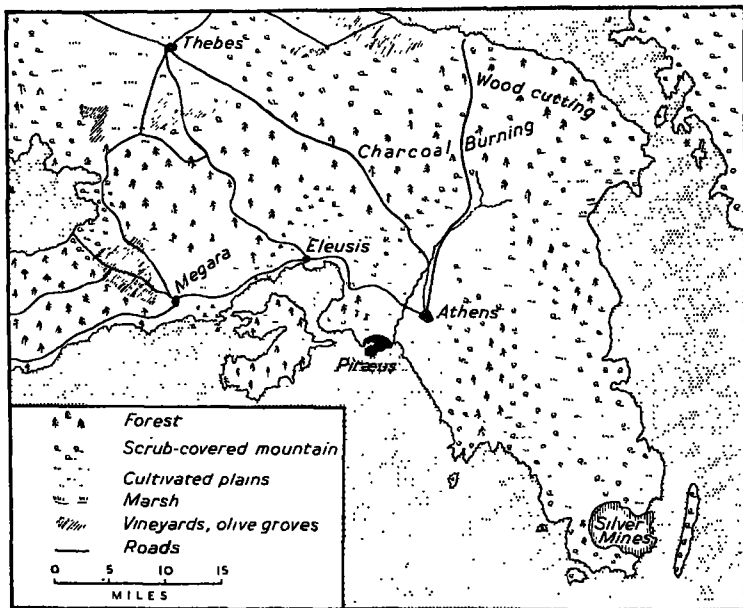 Thebes
Wood cutting
Charcoal Burning
Eleusis
Megara
Athens
Piræus
Silver
Mines
Forest
Scrub-covered mountain
Cultivated plains
Marsh
Vineyards, olive groves
Roads
0 5 10 15
MILES